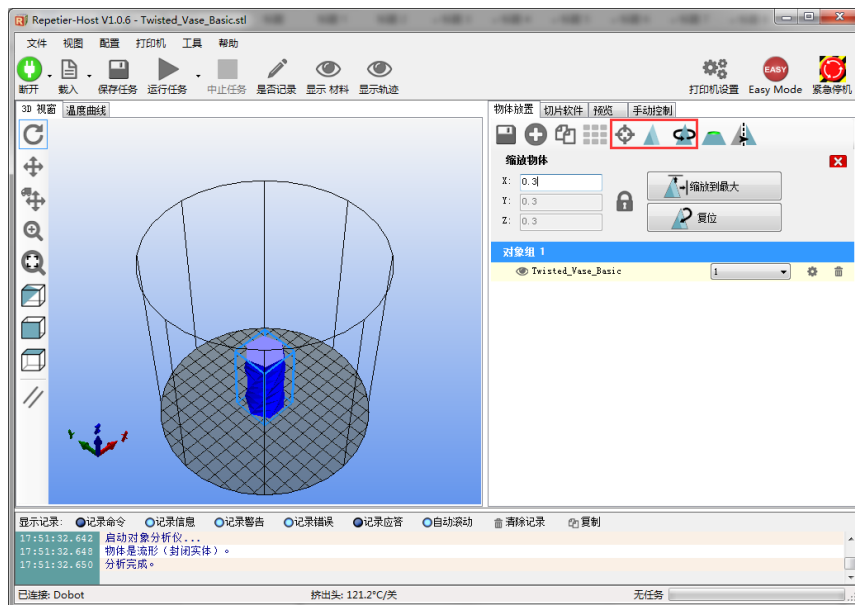 Repetier-Host V1.0.6 - Twisted_Vase_Basic.stl
文件 视图 配置 打印机 工具 帮助
断开 载入 保存任务 运行任务 中止任务 是否记录 显示 材料 显示轨迹 打印机设置 EASY Easy Mode 紧急停机
3D 视窗 温度曲线
物体放置 切片软件 预览 手动控制
缩放物体
X: 0.3
Y: 0.3
Z: 0.3
缩放到最大
复位
对象组 1
Twisted_Vase_Basic 1
显示记录: 记录命令 记录信息 记录警告 记录错误 记录应答 自动滚动 清除记录 复制
17:51:32.642 启动对象分析仪...
17:51:32.648 物体是流形（封闭实体）。
17:51:32.650 分析完成。
已连接: Dobot 挤出头: 121.2°C/关 无任务